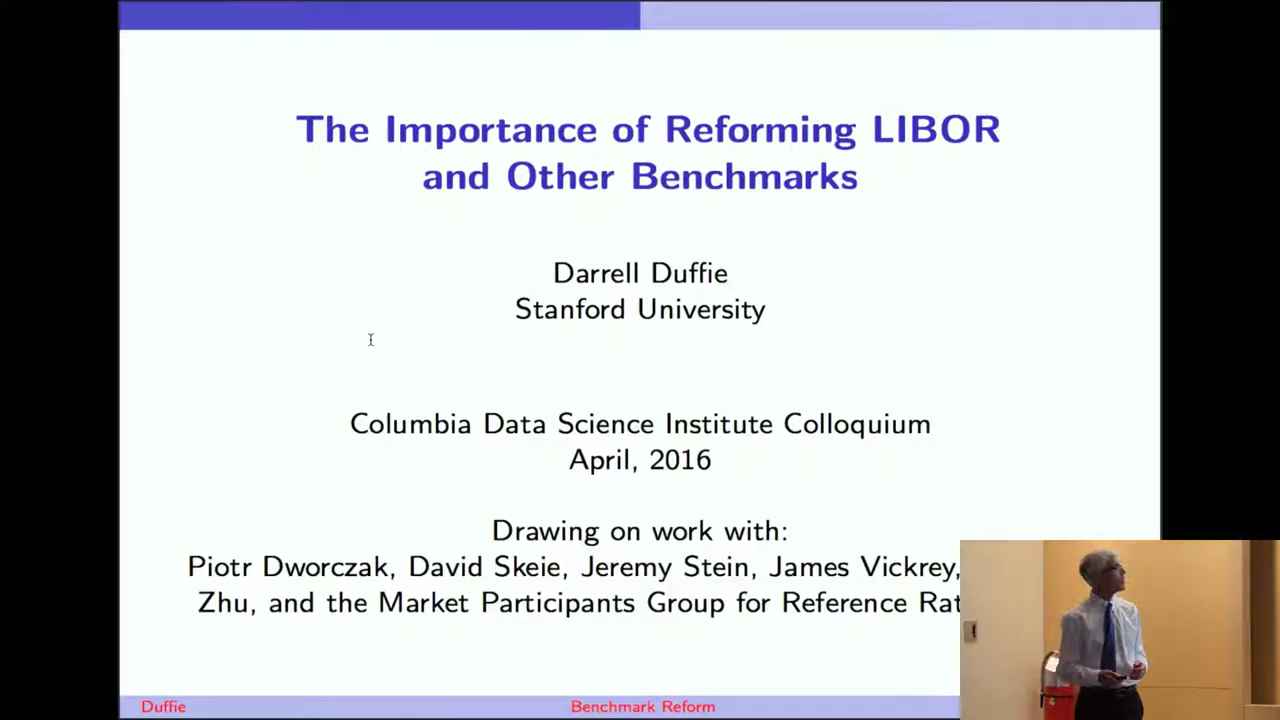 The Importance of Reforming LIBOR
and Other Benchmarks
Darrell Duffie
Stanford University
Columbia Data Science Institute Colloquium
April, 2016
Drawing on work with:
Piotr Dworczak, David Skeie, Jeremy Stein, James Vickrey,
Zhu, and the Market Participants Group for Reference Rat
Duffie
Benchmark Reform